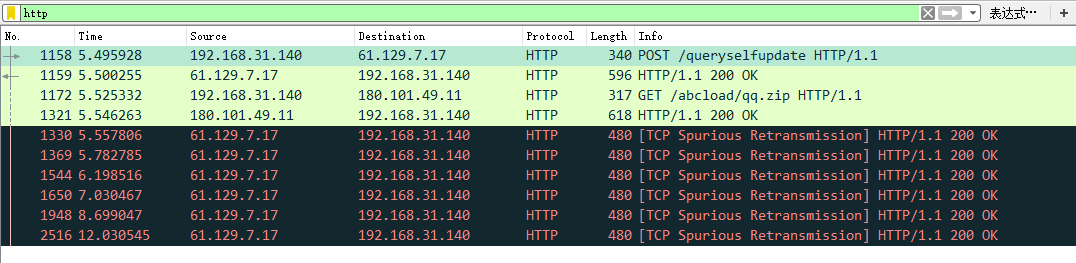 http 表达式… +
No. Time Source Destination Protocol Length Info
1158 5.495928 192.168.31.140 61.129.7.17 HTTP 340 POST /queryselfupdate HTTP/1.1
1159 5.500255 61.129.7.17 192.168.31.140 HTTP 596 HTTP/1.1 200 OK
1172 5.525332 192.168.31.140 180.101.49.11 HTTP 317 GET /abcload/qq.zip HTTP/1.1
1321 5.546263 180.101.49.11 192.168.31.140 HTTP 618 HTTP/1.1 200 OK
1330 5.557806 61.129.7.17 192.168.31.140 HTTP 480 [TCP Spurious Retransmission] HTTP/1.1 200 OK
1369 5.782785 61.129.7.17 192.168.31.140 HTTP 480 [TCP Spurious Retransmission] HTTP/1.1 200 OK
1544 6.198516 61.129.7.17 192.168.31.140 HTTP 480 [TCP Spurious Retransmission] HTTP/1.1 200 OK
1650 7.030467 61.129.7.17 192.168.31.140 HTTP 480 [TCP Spurious Retransmission] HTTP/1.1 200 OK
1948 8.699047 61.129.7.17 192.168.31.140 HTTP 480 [TCP Spurious Retransmission] HTTP/1.1 200 OK
2516 12.030545 61.129.7.17 192.168.31.140 HTTP 480 [TCP Spurious Retransmission] HTTP/1.1 200 OK